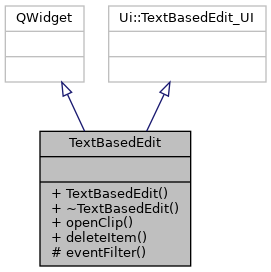 QWidget
Ui::TextBasedEdit_UI
TextBasedEdit
+ TextBasedEdit()
+ ~TextBasedEdit()
+ openClip()
+ deleteItem()
# eventFilter()